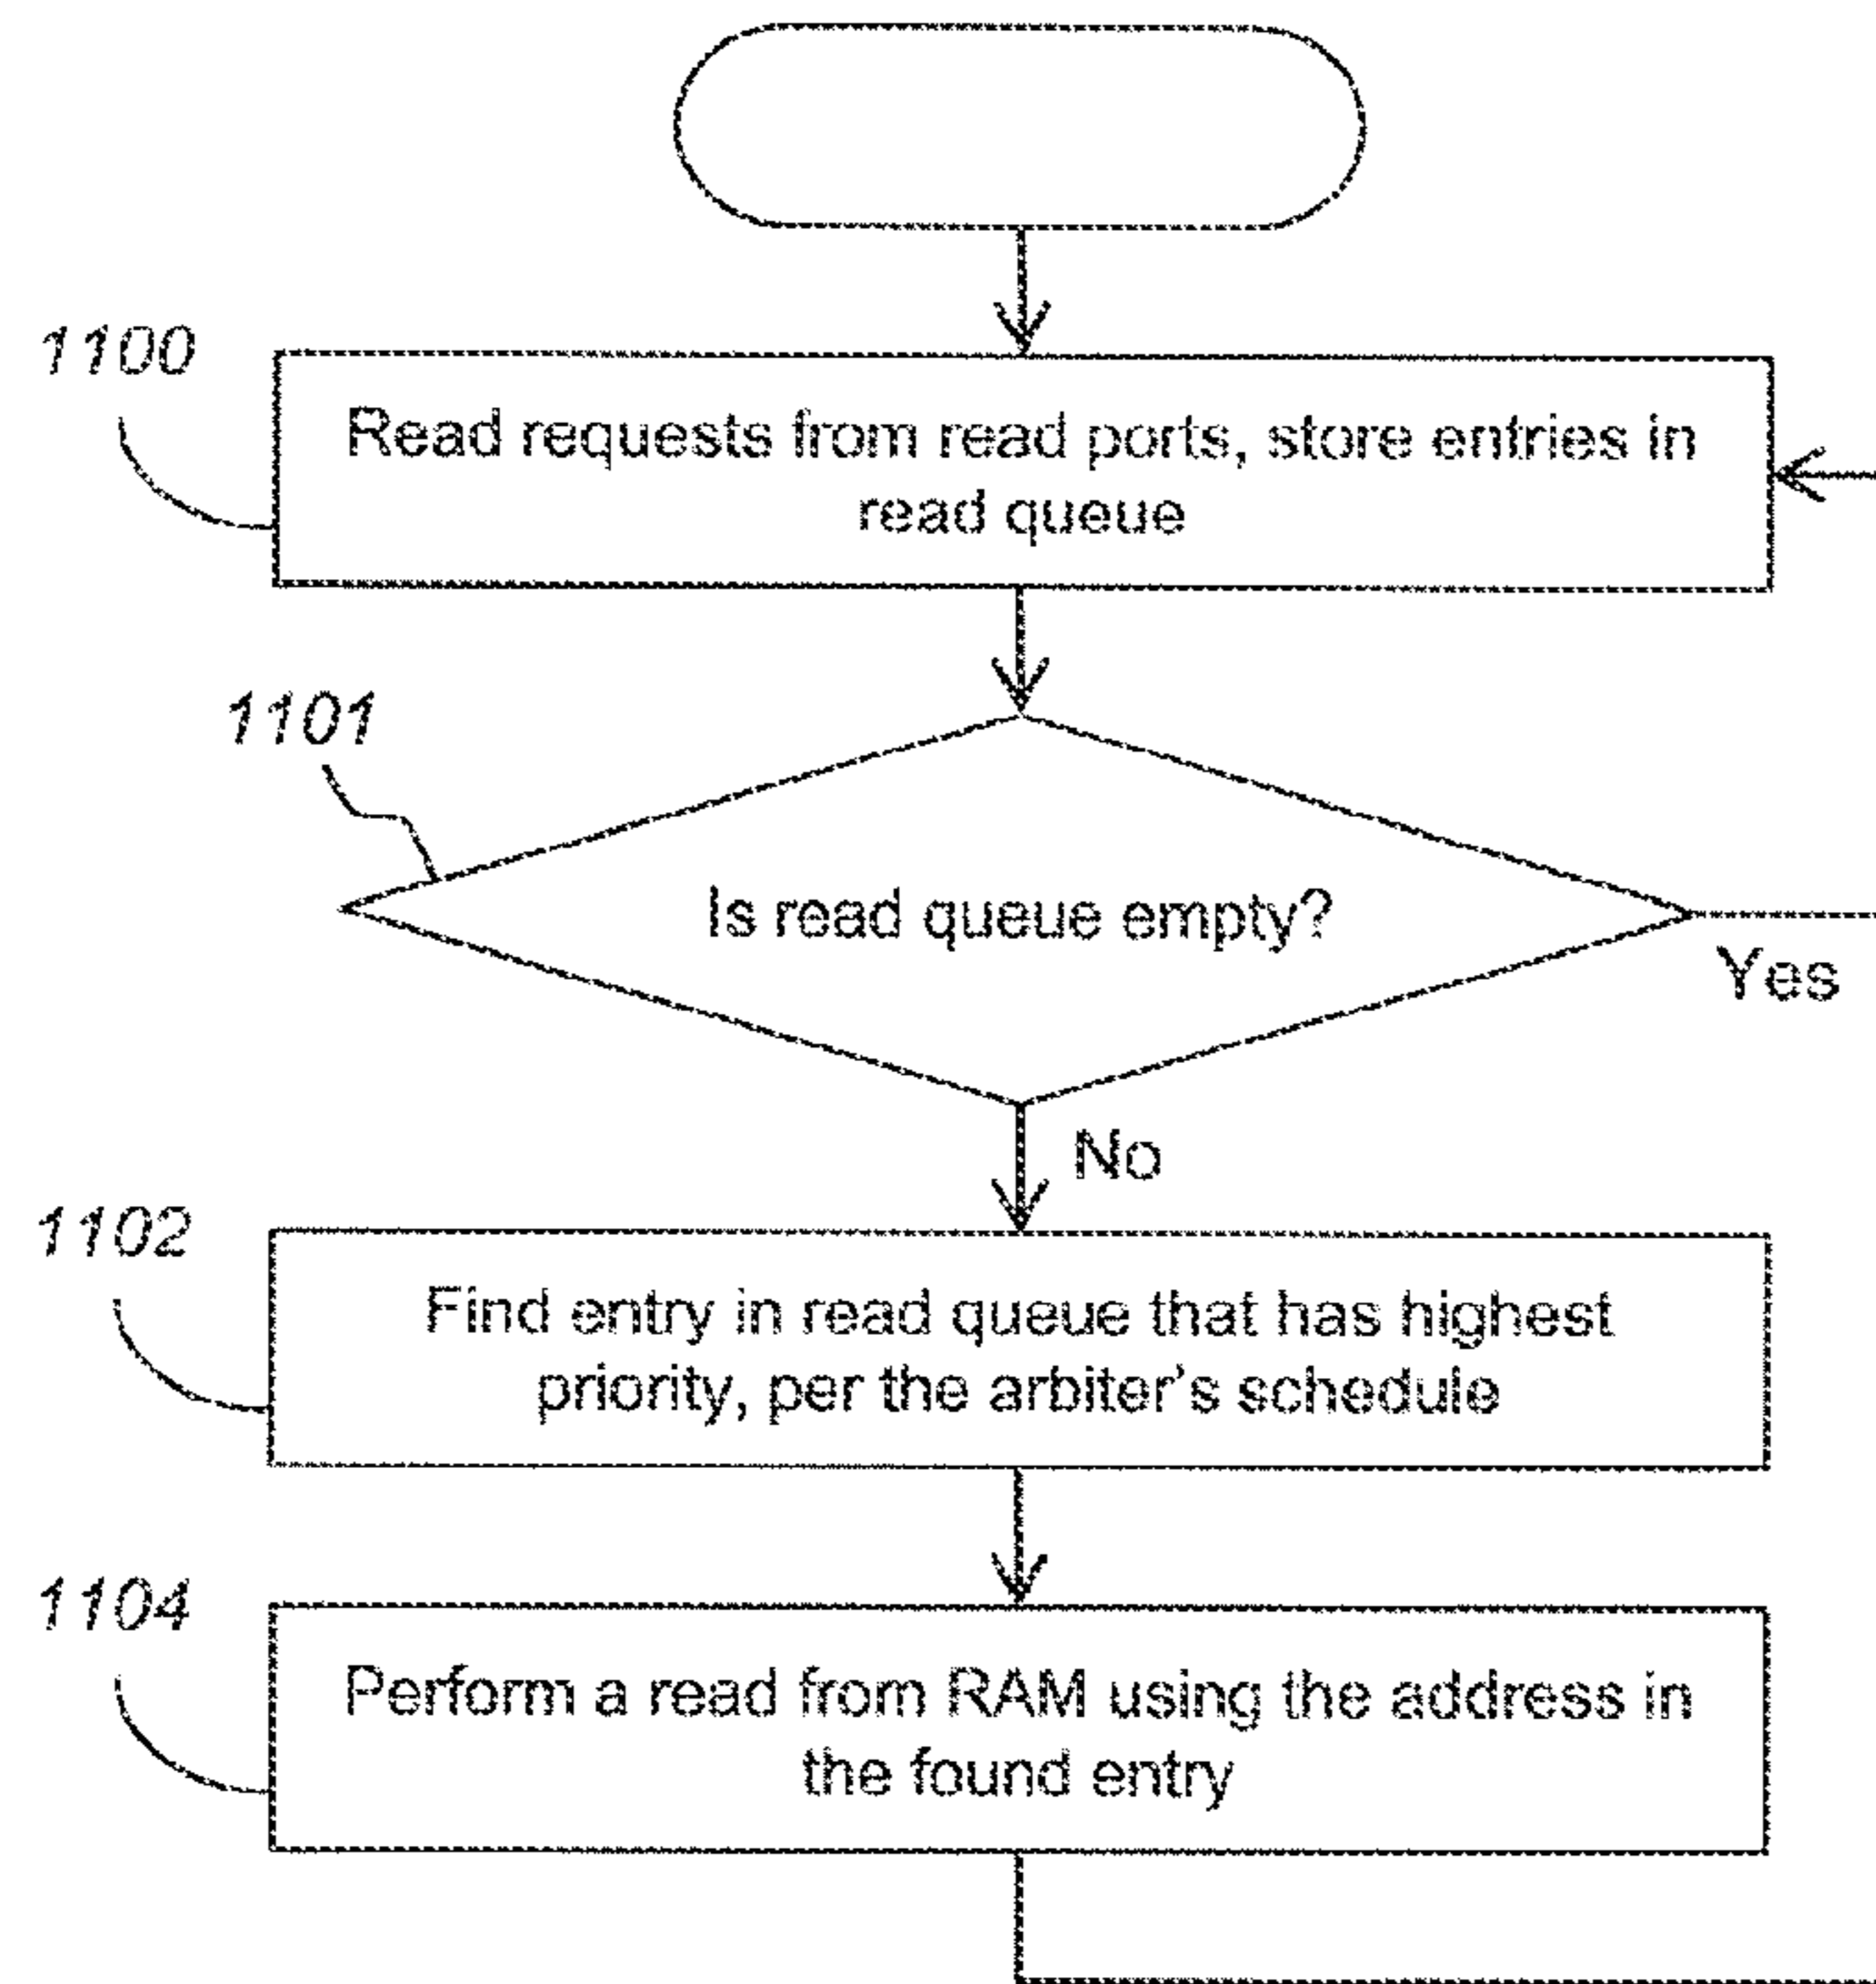 1100
Read requests from read ports, store entries in
read queue
1101
Is read queue empty?
Yes
No
1102
Find entry in read queue that has highest
priority, per the arbiter's schedule
1104
Perform a read from RAM using the address in
the found entry